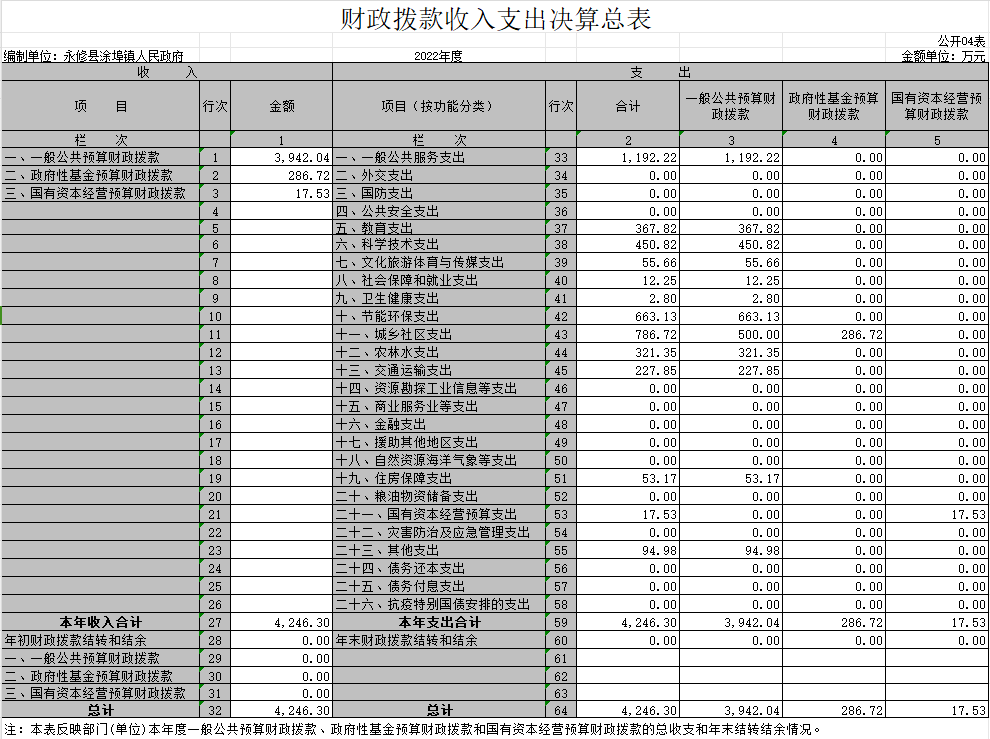 财政拨款收入支出决算总表
公开04表
编制单位：永修县涂埠镇人民政府 2022年度 金额单位：万元
收 入 支 出
项 目 行次 金额 项目（按功能分类） 行次 合计 一般公共预算财政拨款 政府性基金预算财政拨款 国有资本经营预算财政拨款
栏 次 1 栏 次 2 3 4 5
一、一般公共预算财政拨款 1 3,942.04 一、一般公共服务支出 33 1,192.22 1,192.22 0.00 0.00
二、政府性基金预算财政拨款 2 286.72 二、外交支出 34 0.00 0.00 0.00 0.00
三、国有资本经营预算财政拨款 3 17.53 三、国防支出 35 0.00 0.00 0.00 0.00
4 四、公共安全支出 36 0.00 0.00 0.00 0.00
5 五、教育支出 37 367.82 367.82 0.00 0.00
6 六、科学技术支出 38 450.82 450.82 0.00 0.00
7 七、文化旅游体育与传媒支出 39 55.66 55.66 0.00 0.00
8 八、社会保障和就业支出 40 12.25 12.25 0.00 0.00
9 九、卫生健康支出 41 2.80 2.80 0.00 0.00
10 十、节能环保支出 42 663.13 663.13 0.00 0.00
11 十一、城乡社区支出 43 786.72 500.00 286.72 0.00
12 十二、农林水支出 44 321.35 321.35 0.00 0.00
13 十三、交通运输支出 45 227.85 227.85 0.00 0.00
14 十四、资源勘探工业信息等支出 46 0.00 0.00 0.00 0.00
15 十五、商业服务业等支出 47 0.00 0.00 0.00 0.00
16 十六、金融支出 48 0.00 0.00 0.00 0.00
17 十七、援助其他地区支出 49 0.00 0.00 0.00 0.00
18 十八、自然资源海洋气象等支出 50 0.00 0.00 0.00 0.00
19 十九、住房保障支出 51 53.17 53.17 0.00 0.00
20 二十、粮油物资储备支出 52 0.00 0.00 0.00 0.00
21 二十一、国有资本经营预算支出 53 17.53 0.00 0.00 17.53
22 二十二、灾害防治及应急管理支出 54 0.00 0.00 0.00 0.00
23 二十三、其他支出 55 94.98 94.98 0.00 0.00
24 二十四、债务还本支出 56 0.00 0.00 0.00 0.00
25 二十五、债务付息支出 57 0.00 0.00 0.00 0.00
26 二十六、抗疫特别国债安排的支出 58 0.00 0.00 0.00 0.00
本年收入合计 27 4,246.30 本年支出合计 59 4,246.30 3,942.04 286.72 17.53
年初财政拨款结转和结余 28 0.00 年末财政拨款结转和结余 60 0.00 0.00 0.00 0.00
一、一般公共预算财政拨款 29 0.00 61
二、政府性基金预算财政拨款 30 0.00 62
三、国有资本经营预算财政拨款 31 0.00 63
总计 32 4,246.30 总计 64 4,246.30 3,942.04 286.72 17.53
注：本表反映部门(单位)本年度一般公共预算财政拨款、政府性基金预算财政拨款和国有资本经营预算财政拨款的总收支和年末结转结余情况。